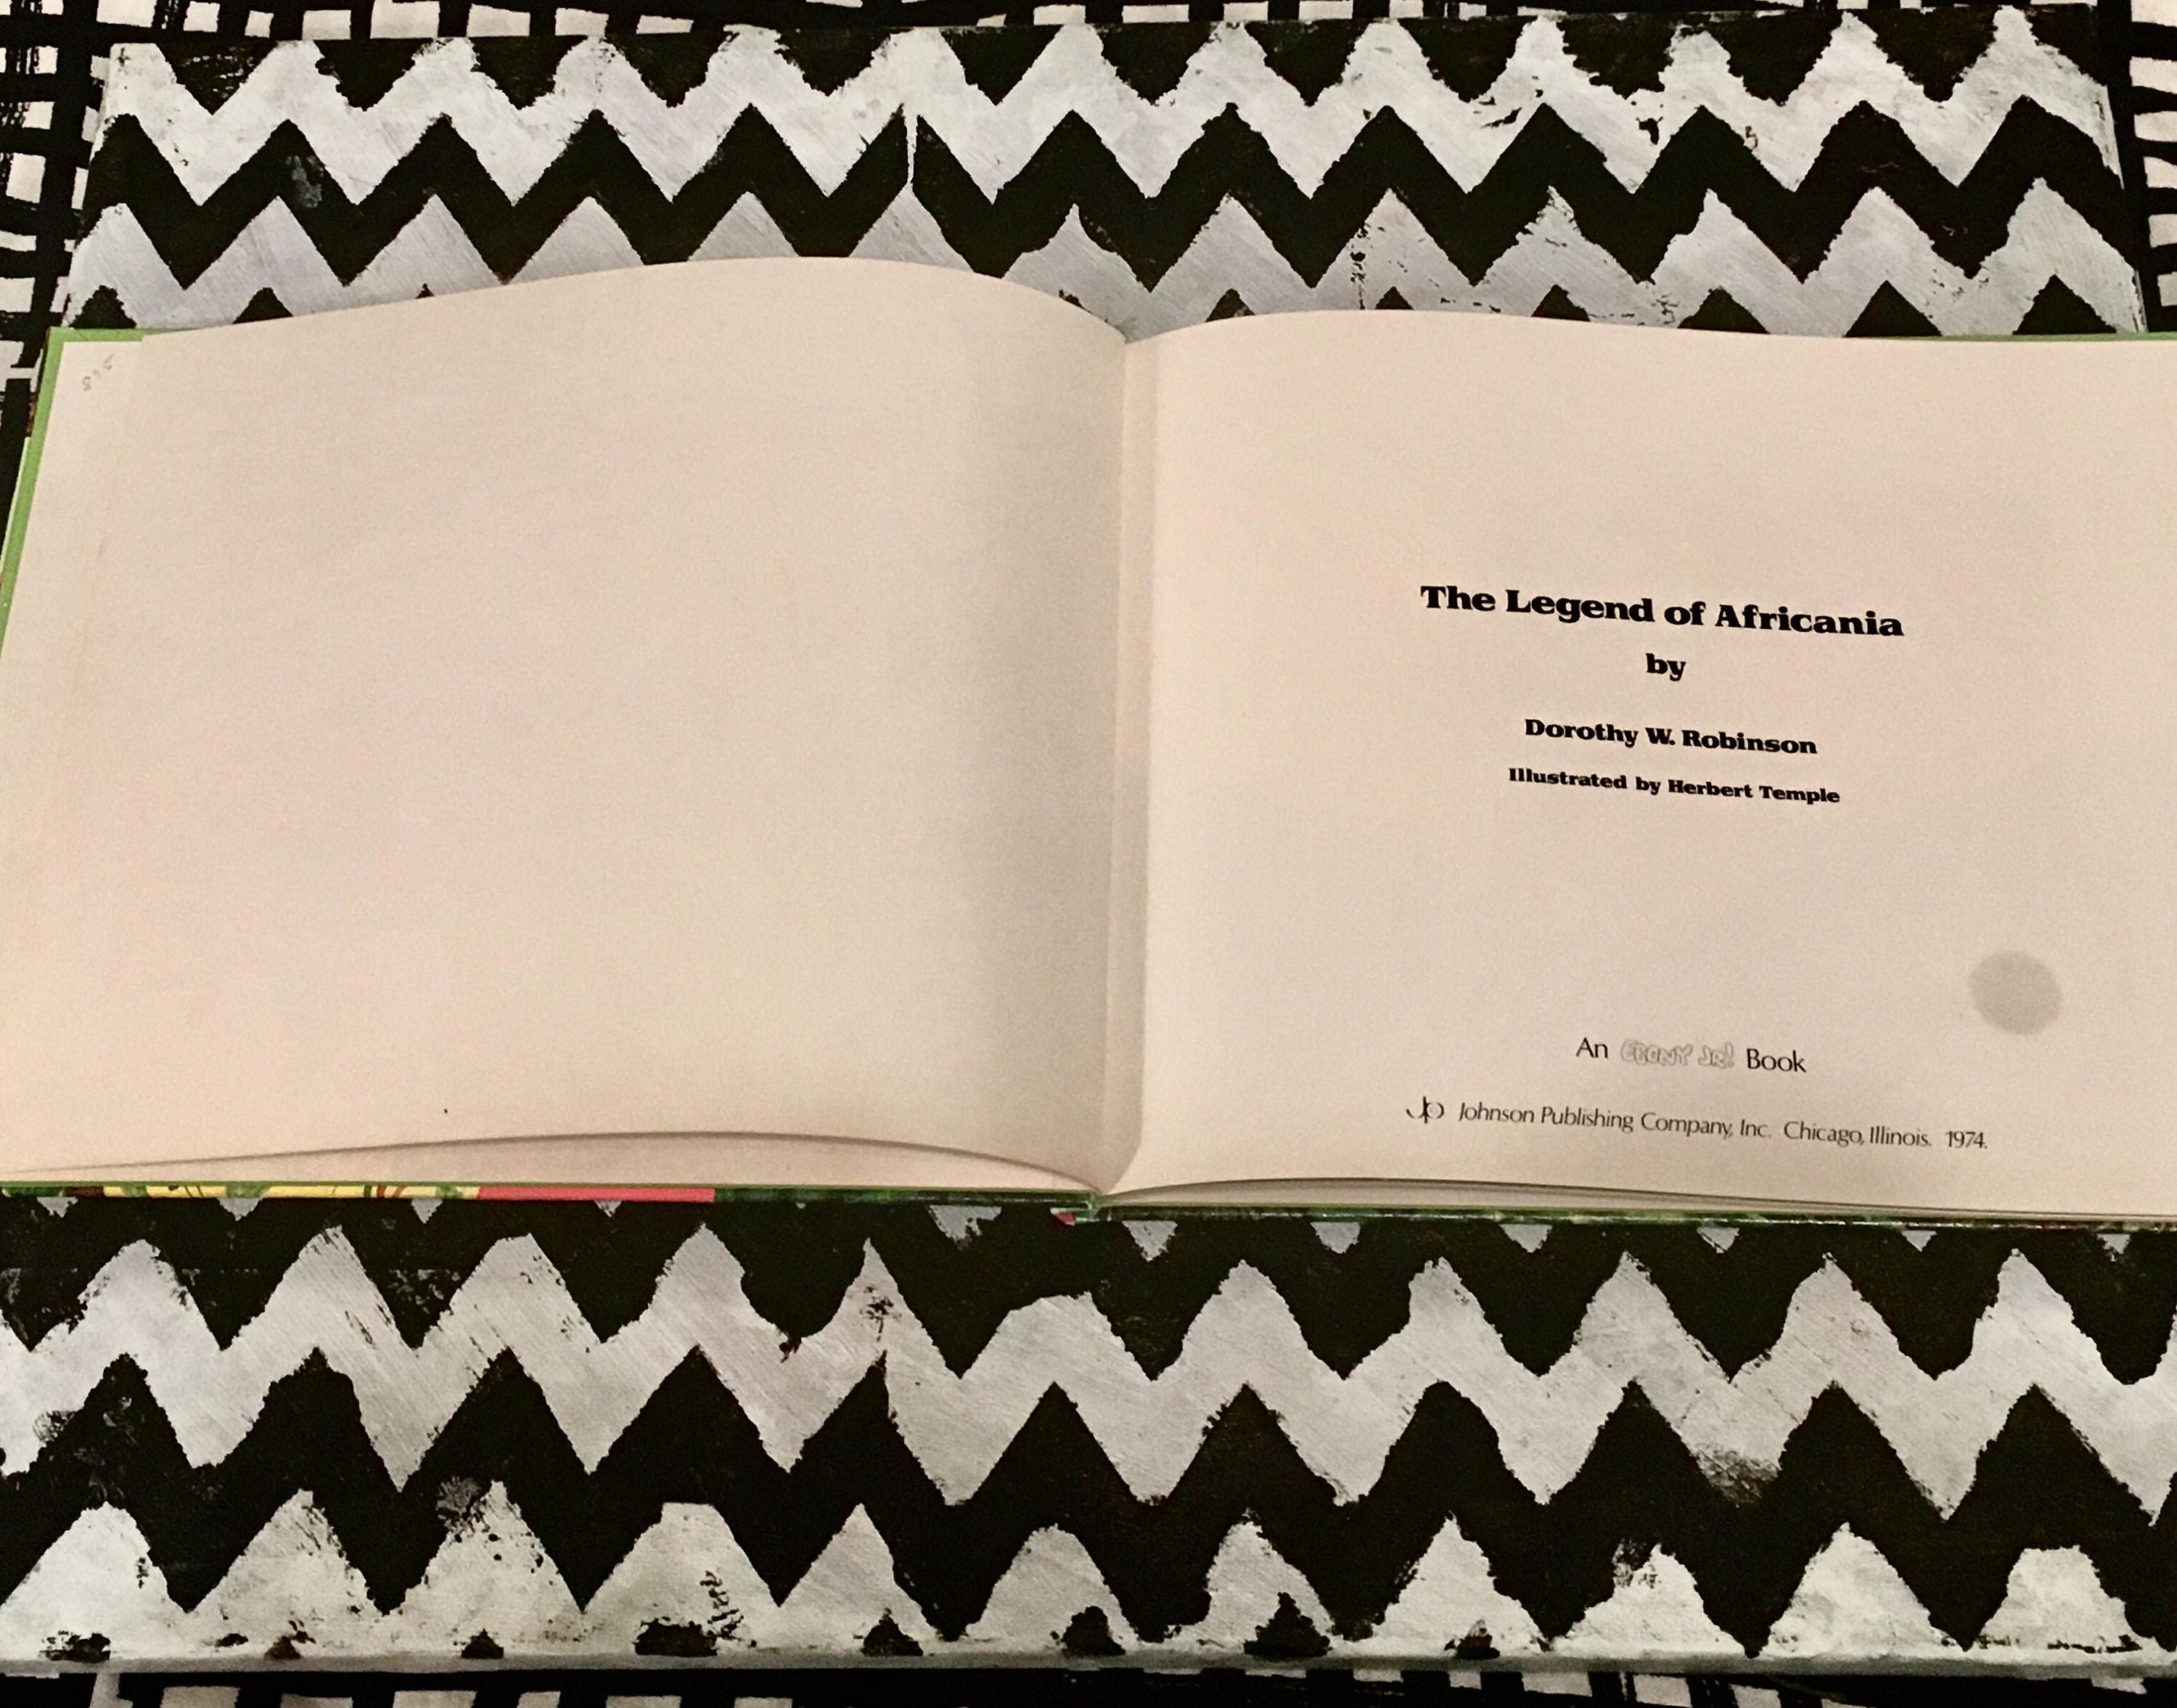 The Legend of Africania
by
Dorothy W. Robinson
Illustrated by Herbert Temple
An EBONY JR! Book
Johnson Publishing Company, Inc. Chicago, Illinois. 1974.